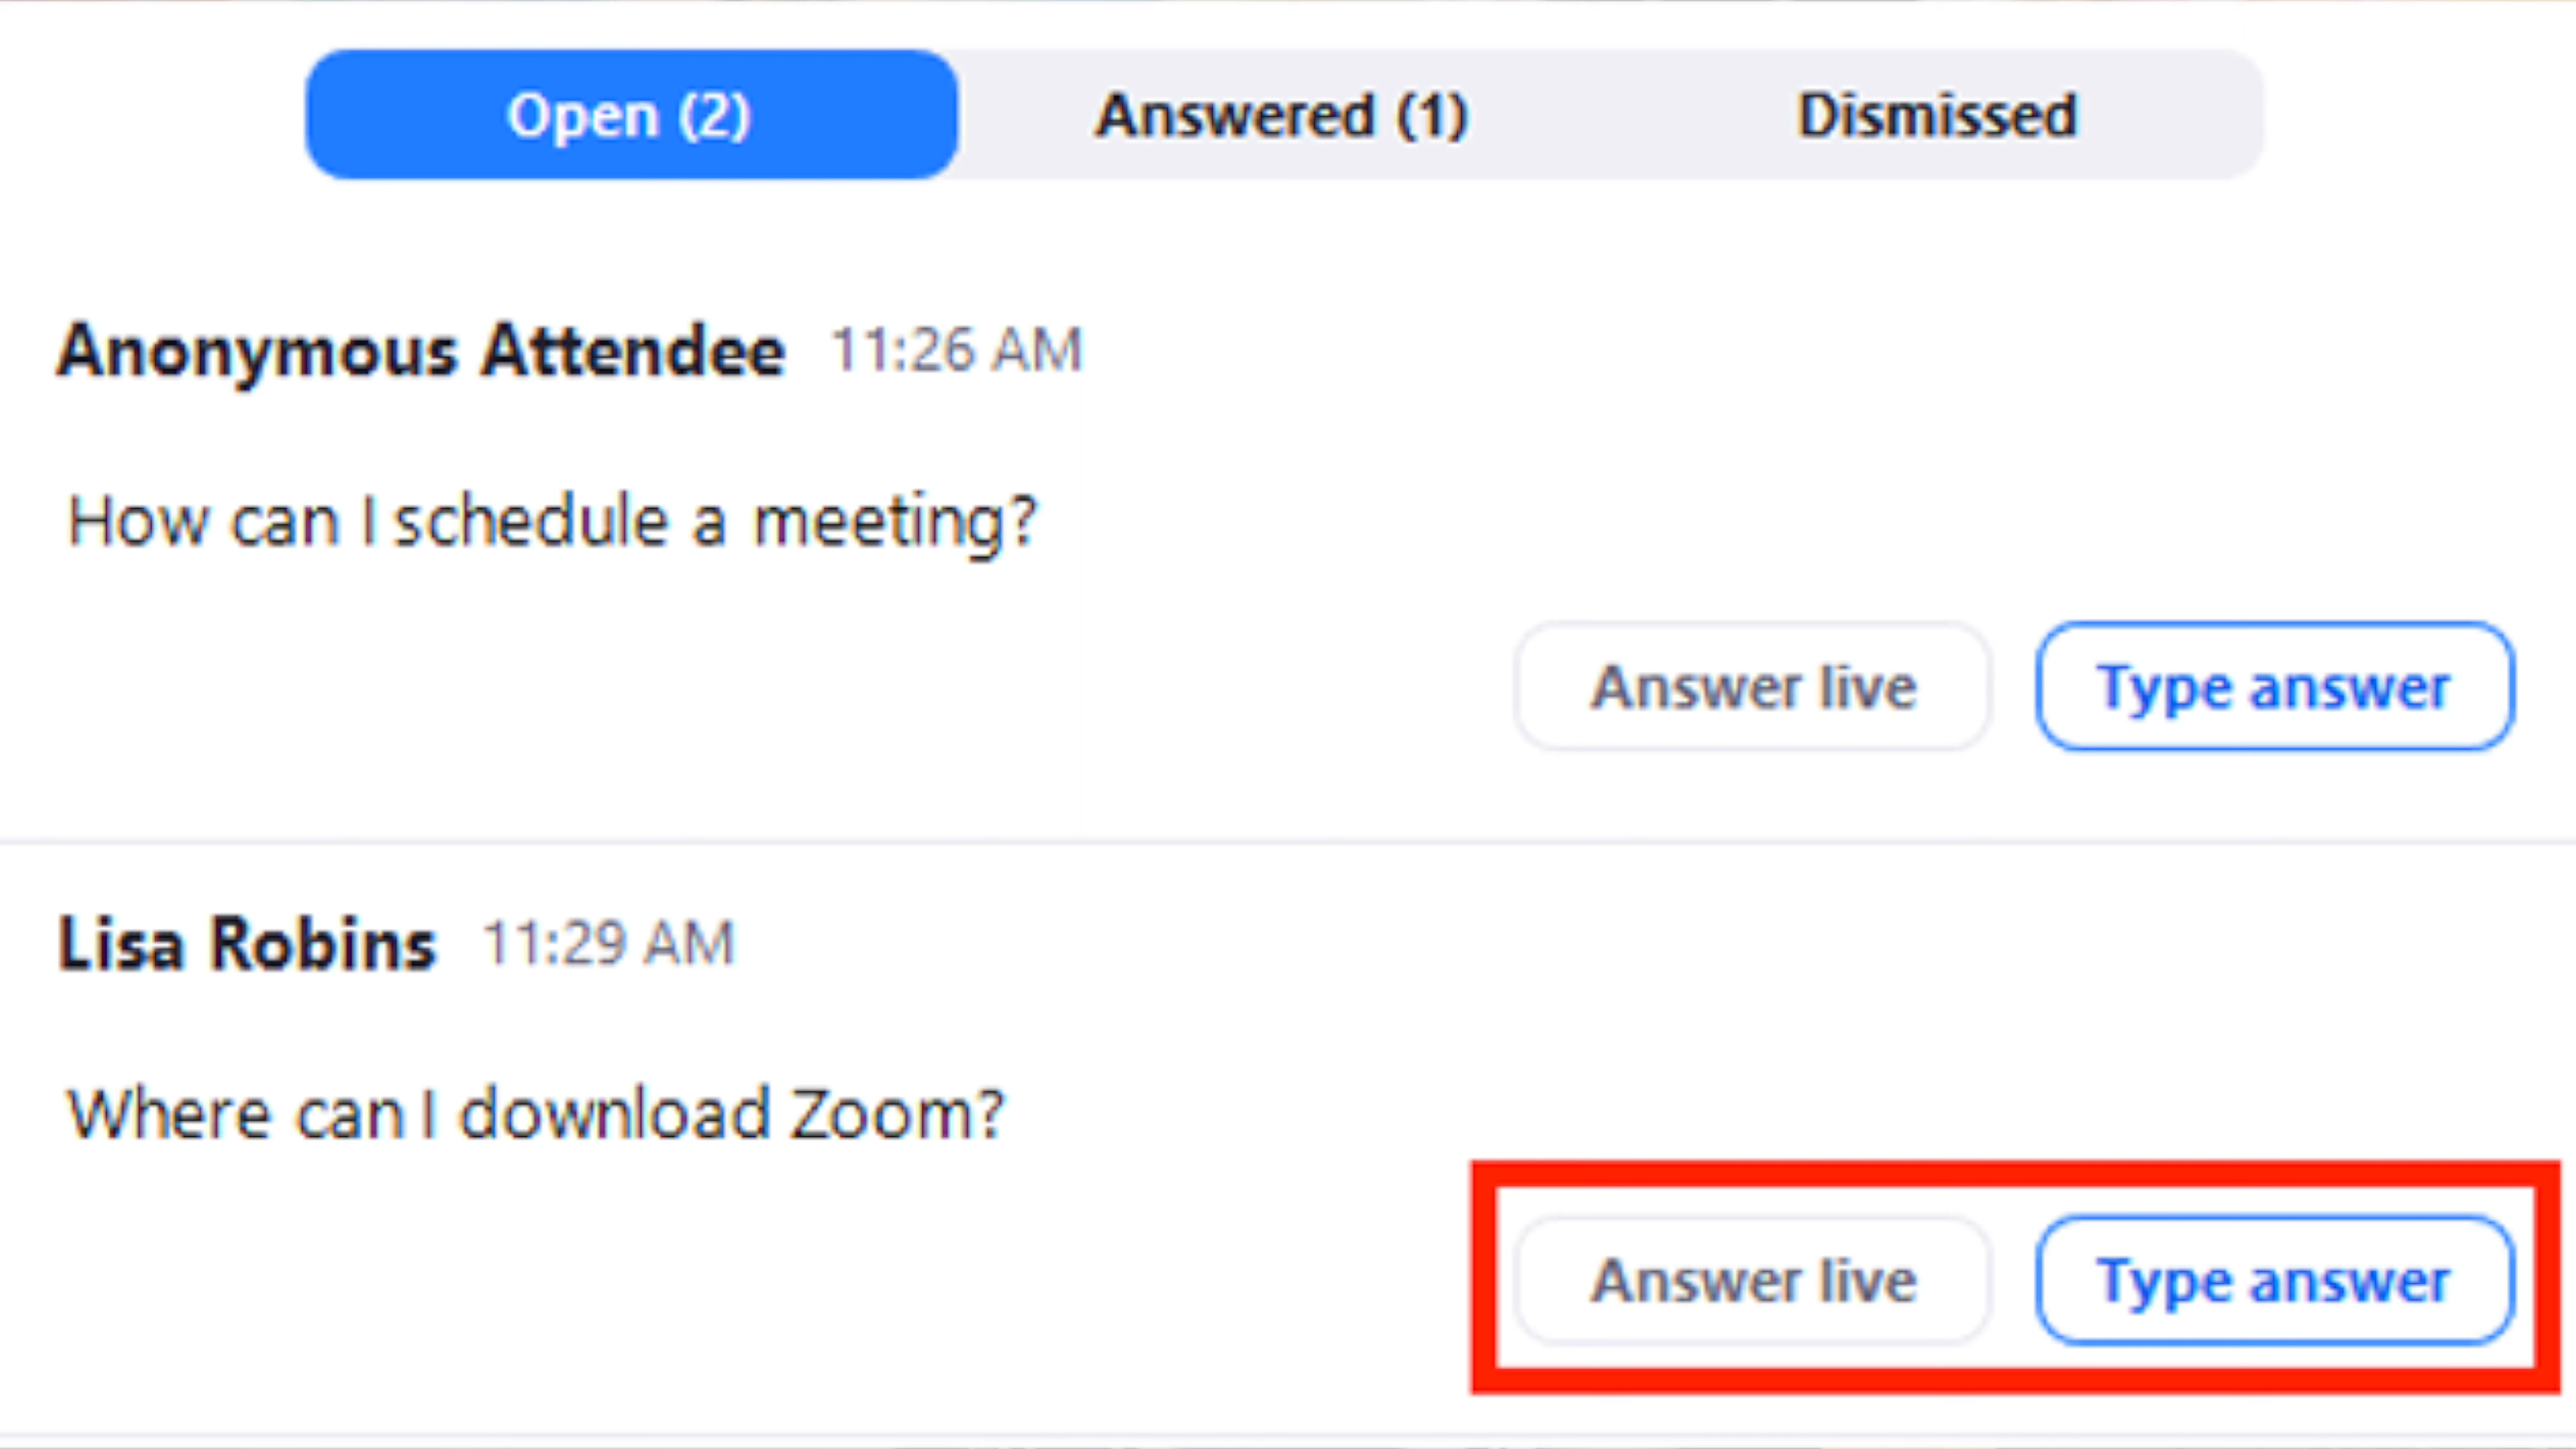 Open (2) Answered (1) Dismissed
Anonymous Attendee 11:26 AM
How can I schedule a meeting?
Answer live Type answer
Lisa Robins 11:29 AM
Where can I download Zoom?
Answer live Type answer